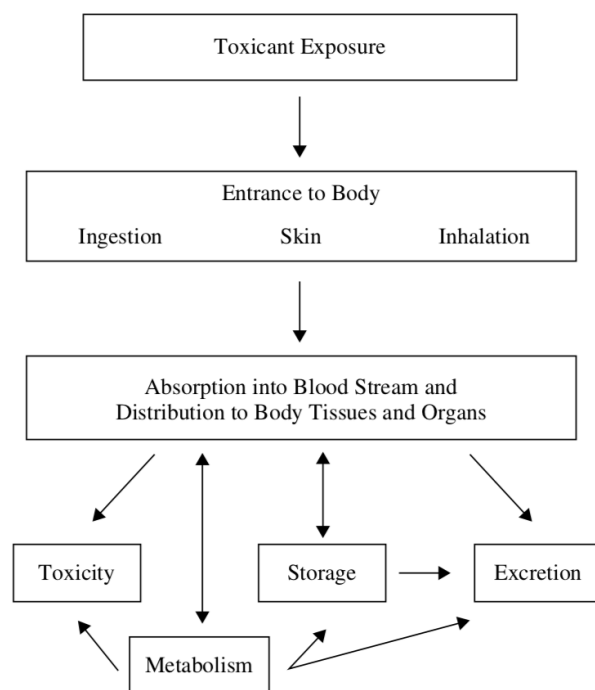 Toxicant Exposure
Entrance to Body
Ingestion Skin Inhalation
Absorption into Blood Stream and
Distribution to Body Tissues and Organs
Toxicity Storage Excretion
Metabolism